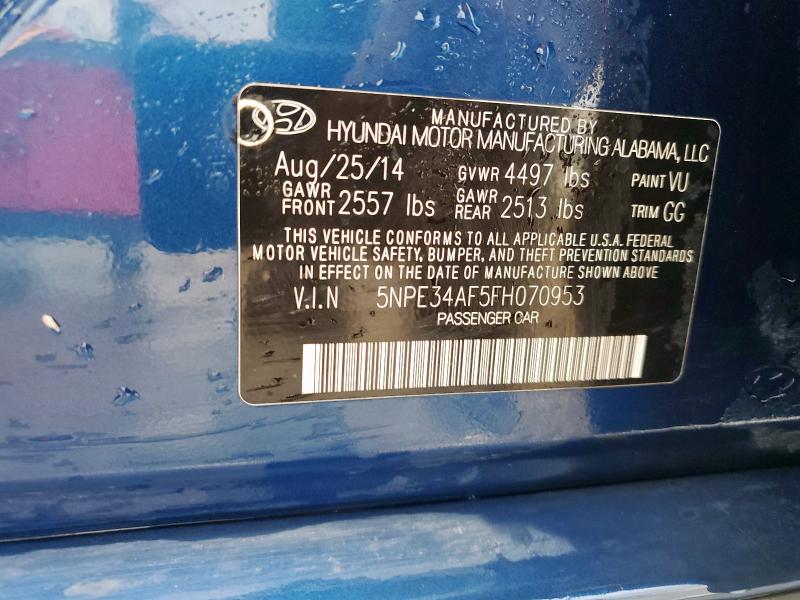 MANUFACTURED BY
HYUNDAI MOTOR MANUFACTURING ALABAMA, LLC
Aug/25/14 GVWR 4497 lbs PAINT VU
GAWR FRONT 2557 lbs GAWR REAR 2513 lbs TRIM GG
THIS VEHICLE CONFORMS TO ALL APPLICABLE U.S.A. FEDERAL
MOTOR VEHICLE SAFETY, BUMPER, AND THEFT PREVENTION STANDARDS
IN EFFECT ON THE DATE OF MANUFACTURE SHOWN ABOVE
V.I.N 5NPE34AF5FH070953
PASSENGER CAR